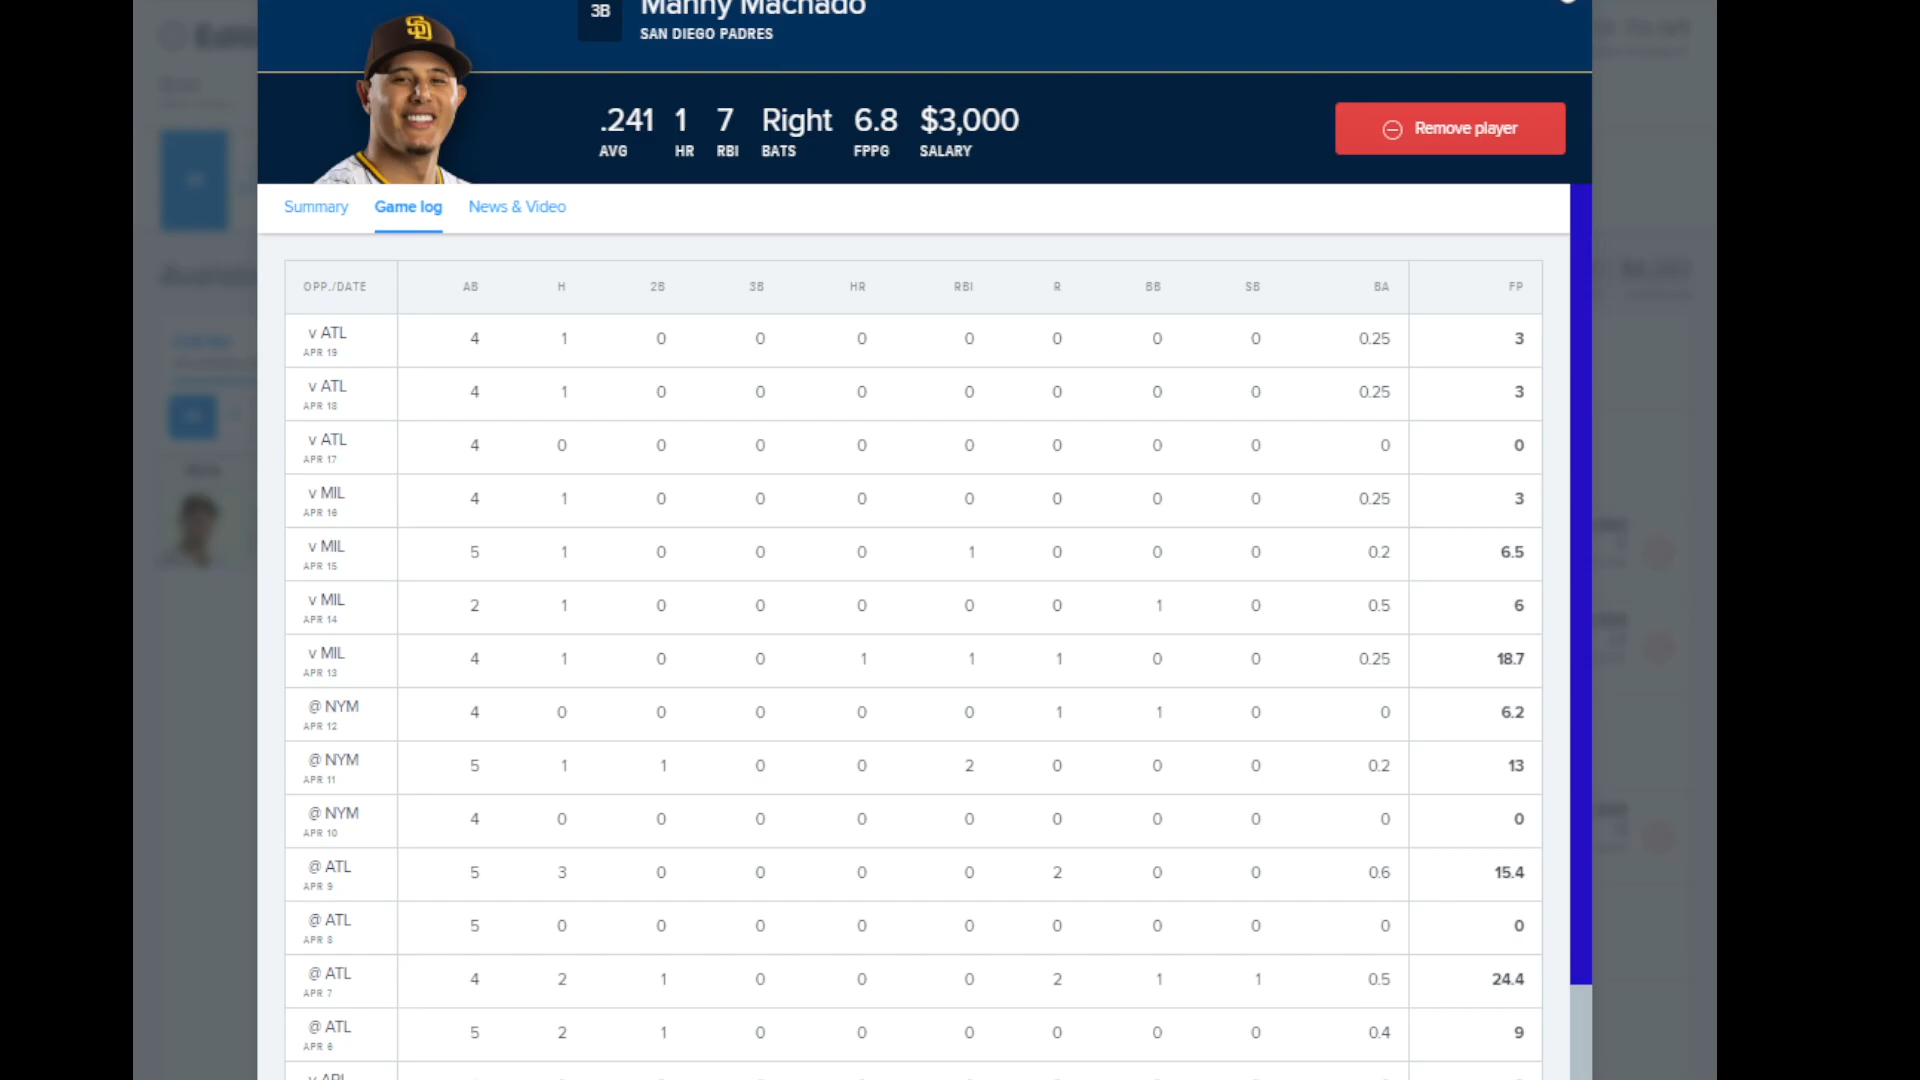 3B
Manny Machado
SAN DIEGO PADRES
.241 1 7 Right 6.8 $3,000
AVG HR RBI BATS FPPG SALARY
Remove player
Summary Game log News & Video
OPP./DATE AB H 2B 3B HR RBI R BB SB BA FP
v ATL
APR 19
4 1 0 0 0 0 0 0 0 0.25 3
v ATL
APR 18
4 1 0 0 0 0 0 0 0 0.25 3
v ATL
APR 17
4 0 0 0 0 0 0 0 0 0 0
v MIL
APR 16
4 1 0 0 0 0 0 0 0 0.25 3
v MIL
APR 15
5 1 0 0 0 1 0 0 0 0.2 6.5
v MIL
APR 14
2 1 0 0 0 0 0 1 0 0.5 6
v MIL
APR 13
4 1 0 0 1 1 1 0 0 0.25 18.7
@ NYM
APR 12
4 0 0 0 0 0 1 1 0 0 6.2
@ NYM
APR 11
5 1 1 0 0 2 0 0 0 0.2 13
@ NYM
APR 10
4 0 0 0 0 0 0 0 0 0 0
@ ATL
APR 9
5 3 0 0 0 0 2 0 0 0.6 15.4
@ ATL
APR 8
5 0 0 0 0 0 0 0 0 0 0
@ ATL
APR 7
4 2 1 0 0 0 2 1 1 0.5 24.4
@ ATL
APR 6
5 2 1 0 0 0 0 0 0 0.4 9